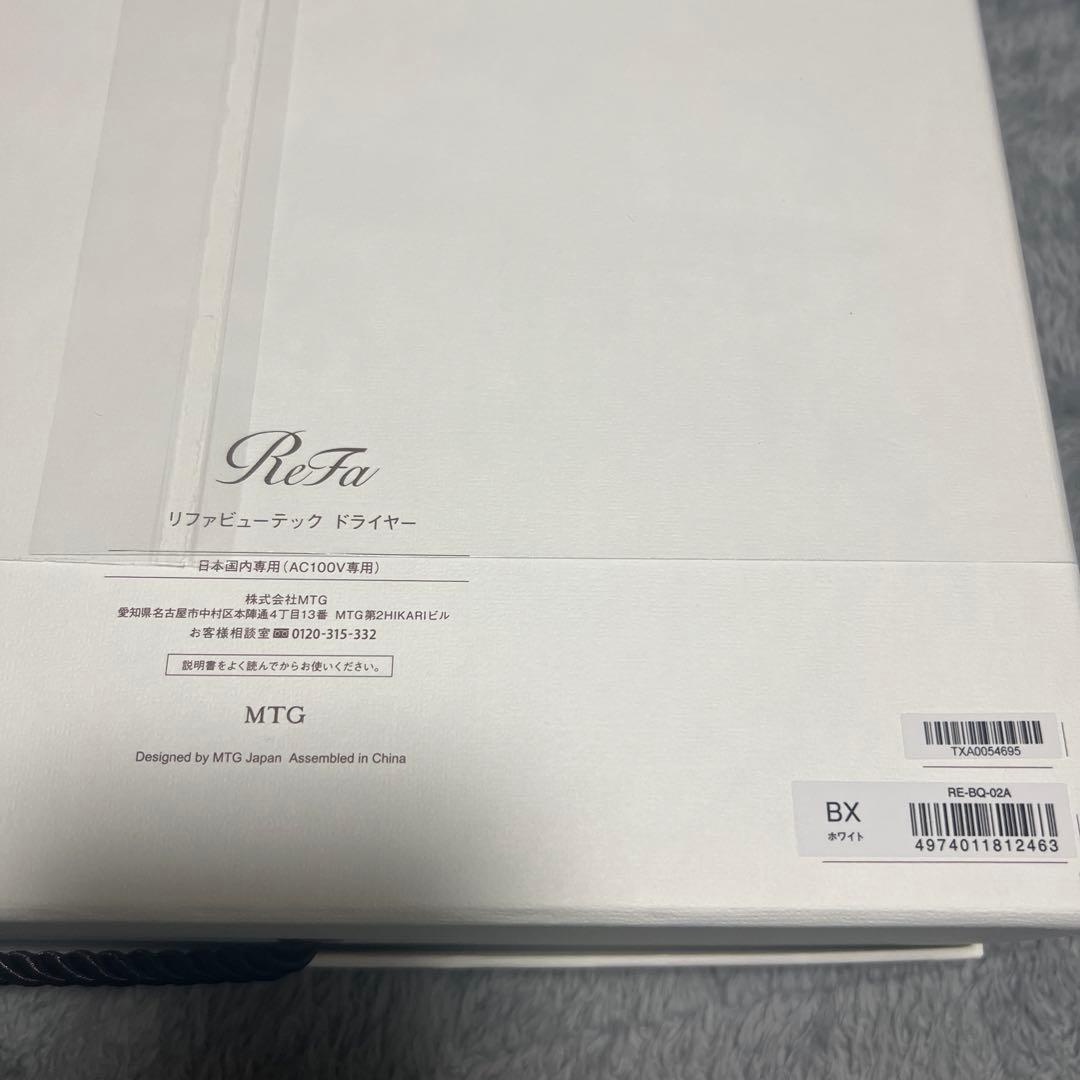 ReFa
リファビューテック ドライヤー
日本国内専用(AC100V専用)
株式会社MTG
愛知県名古屋市中村区本陣通4丁目13番 MTG第2HIKARIビル
お客様相談室 0120-315-332
説明書をよく読んでからお使いください。
MTG
Designed by MTG Japan Assembled in China
TXA0054695
RE-BQ-02A
BX
ホワイト
4974011812463